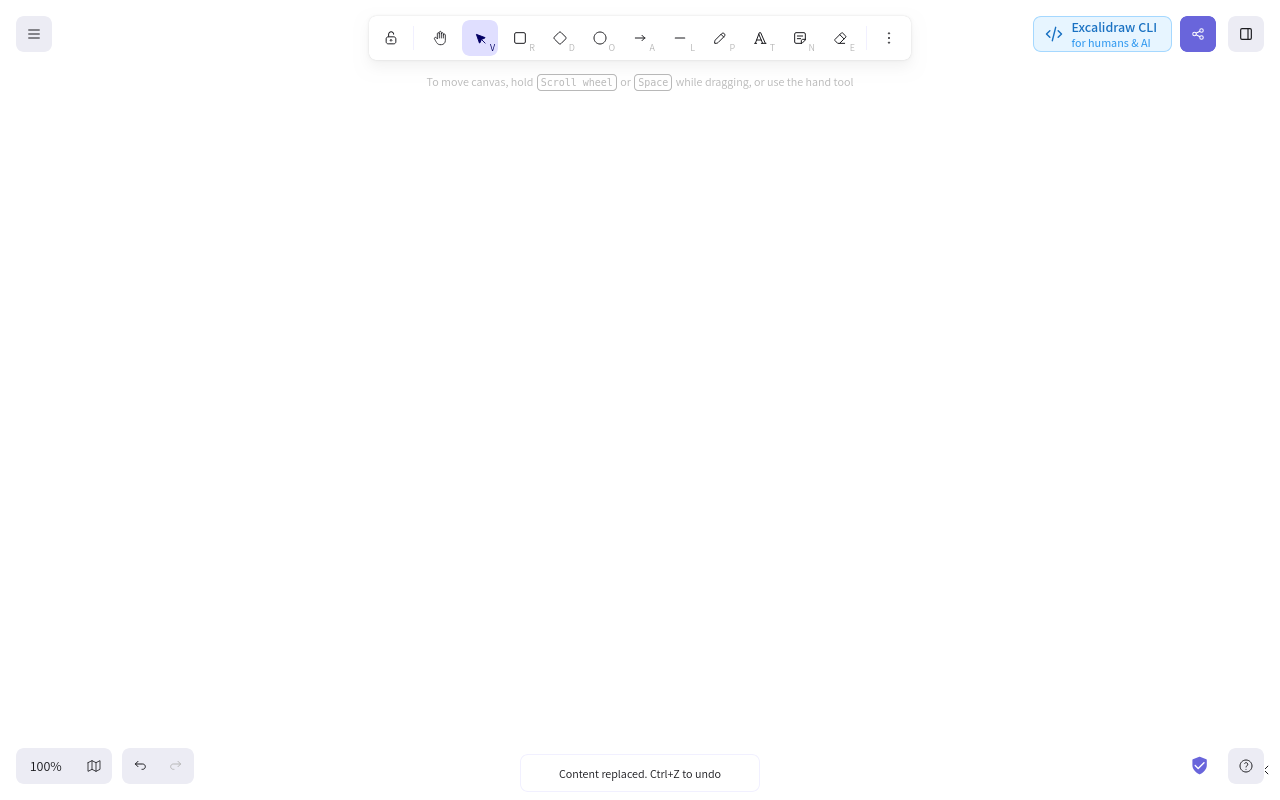 V
R
D
O
A
L
P
T
N
E
Excalidraw CLI
for humans & AI
To move canvas, hold Scroll wheel or Space while dragging, or use the hand tool
100%
Content replaced. Ctrl+Z to undo